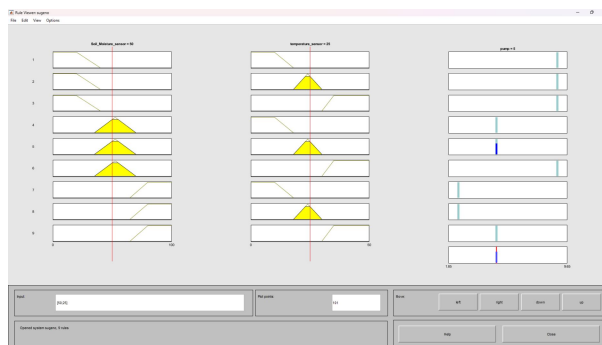 Rule Viewer: sugeno
File Edit View Options
Soil_Moisture_sensor = 50
temperature_sensor = 25
pump = 5
1
2
3
4
5
6
7
8
9
0 100
0 50
Input:
[50;25]
Plot points:
101
Move:
left right down up
Opened system sugeno, 9 rules
Help Close